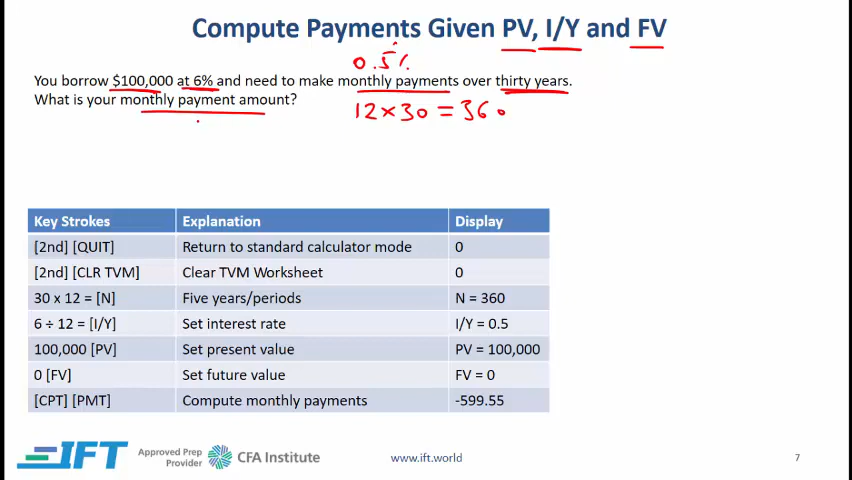 Compute Payments Given PV, I/Y and FV
0.5%
You borrow $100,000 at 6% and need to make monthly payments over thirty years.
What is your monthly payment amount?
12×30 = 360
Key Strokes Explanation Display
[2nd] [QUIT] Return to standard calculator mode 0
[2nd] [CLR TVM] Clear TVM Worksheet 0
30 x 12 = [N] Five years/periods N = 360
6 ÷ 12 = [I/Y] Set interest rate I/Y = 0.5
100,000 [PV] Set present value PV = 100,000
0 [FV] Set future value FV = 0
[CPT] [PMT] Compute monthly payments -599.55
IFT
Approved Prep
Provider
CFA Institute
www.ift.world
7